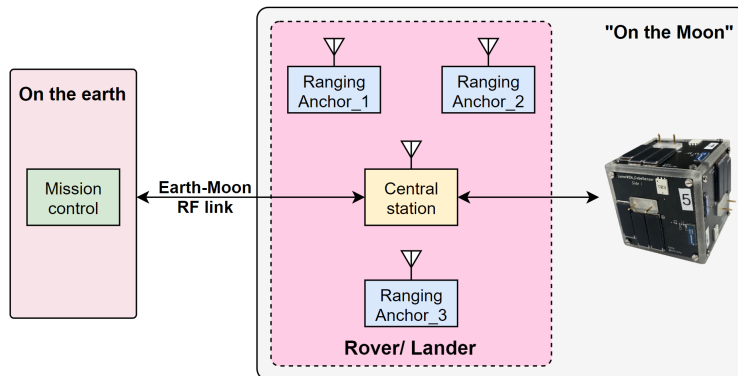 "On the Moon"
On the earth
Ranging
Anchor_1
Ranging
Anchor_2
Mission
control
Earth-Moon
RF link
Central
station
5
Ranging
Anchor_3
Rover/ Lander